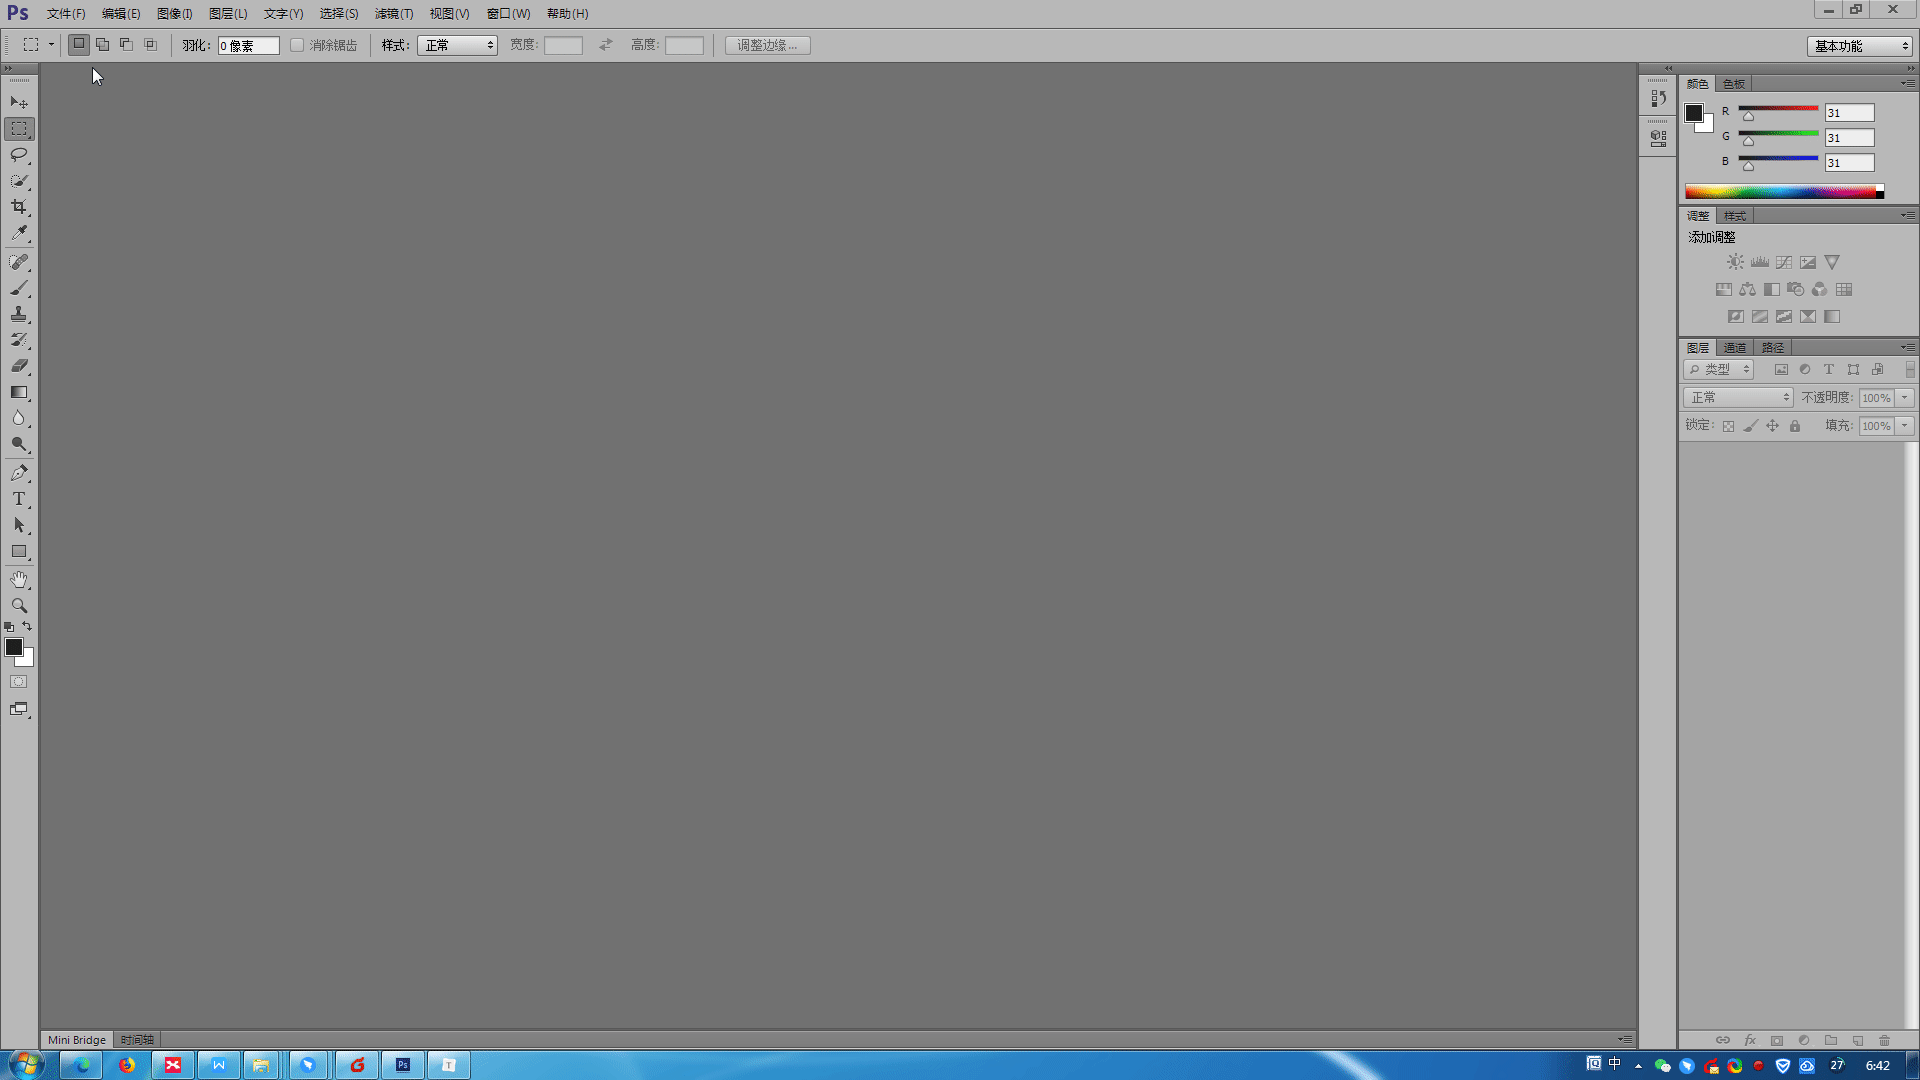 Ps 文件(F) 编辑(E) 图像(I) 图层(L) 文字(Y) 选择(S) 滤镜(T) 视图(V) 窗口(W) 帮助(H)
羽化: 0 像素 消除锯齿 样式: 正常 宽度: 高度: 调整边缘... 基本功能
颜色 色板
R 31
G 31
B 31
调整 样式
添加调整
图层 通道 路径
类型 T
正常 不透明度: 100%
锁定: 填充: 100%
T
fx
Mini Bridge 时间轴
Ps T 中 27 6:42